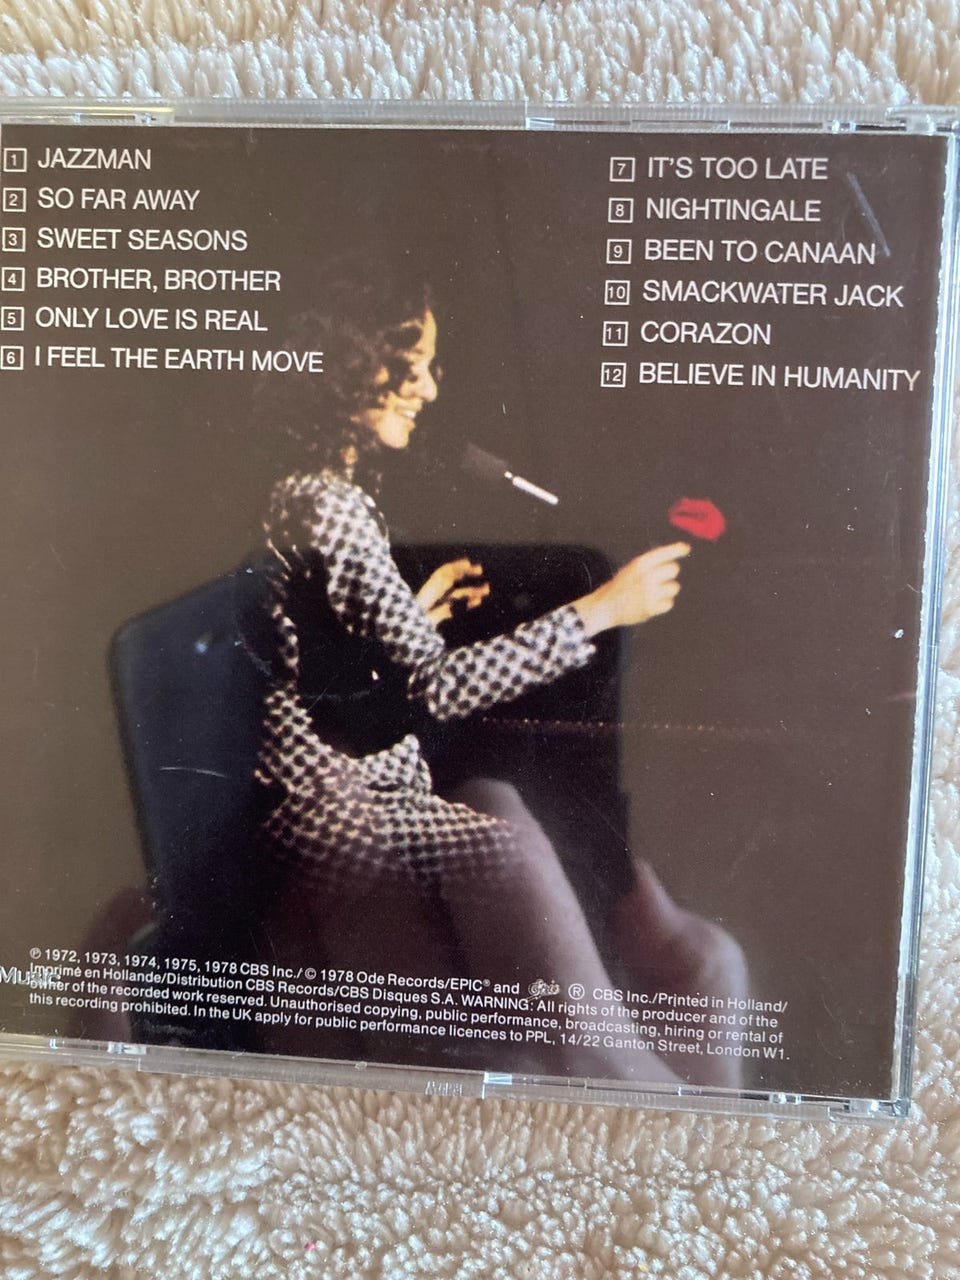 1 JAZZMAN
2 SO FAR AWAY
3 SWEET SEASONS
4 BROTHER, BROTHER
5 ONLY LOVE IS REAL
6 I FEEL THE EARTH MOVE
7 IT'S TOO LATE
8 NIGHTINGALE
9 BEEN TO CANAAN
10 SMACKWATER JACK
11 CORAZON
12 BELIEVE IN HUMANITY
℗ 1972, 1973, 1974, 1975, 1978 CBS Inc./© 1978 Ode Records/EPIC® and Epic ® CBS Inc./Printed in Holland/
Imprimé en Hollande/Distribution CBS Records/CBS Disques S.A. WARNING: All rights of the producer and of the
owner of the recorded work reserved. Unauthorised copying, public performance, broadcasting, hiring or rental of
this recording prohibited. In the UK apply for public performance licences to PPL, 14/22 Ganton Street, London W1.
Music